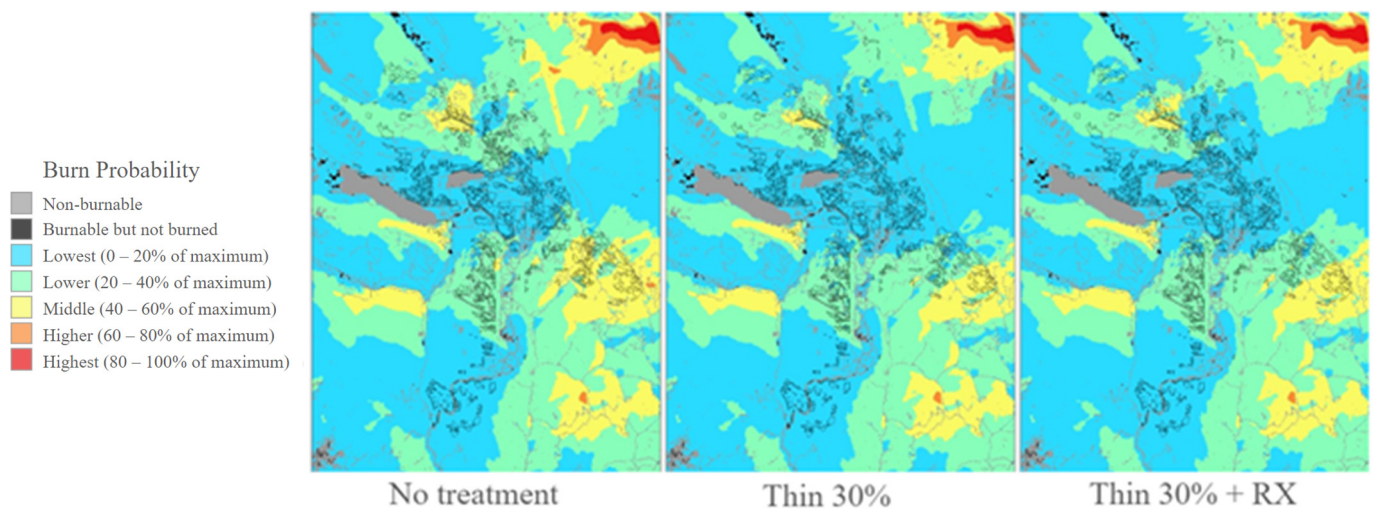 Burn Probability
Non-burnable
Burnable but not burned
Lowest (0 – 20% of maximum)
Lower (20 – 40% of maximum)
Middle (40 – 60% of maximum)
Higher (60 – 80% of maximum)
Highest (80 – 100% of maximum)
No treatment
Thin 30%
Thin 30% + RX